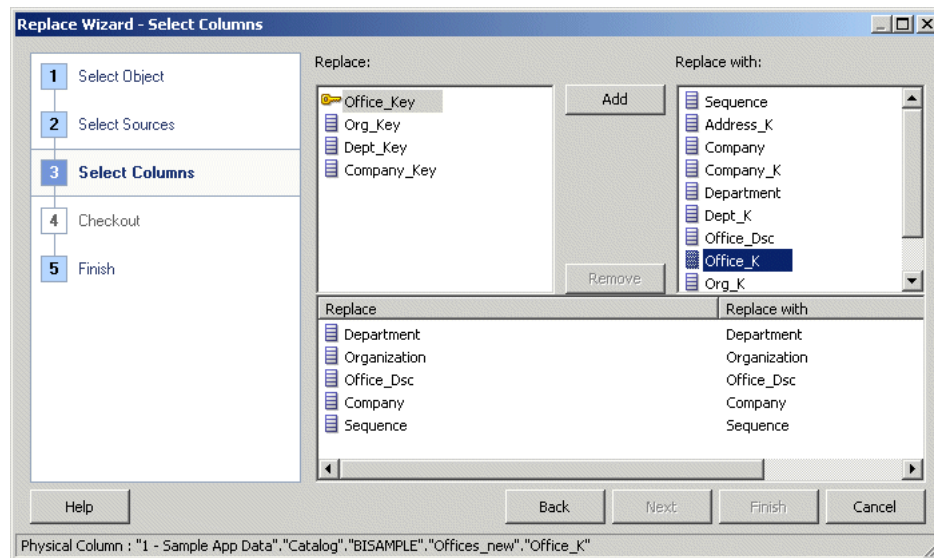 Replace Wizard - Select Columns
1 Select Object
2 Select Sources
3 Select Columns
4 Checkout
5 Finish
Replace:
Office_Key
Org_Key
Dept_Key
Company_Key
Add
Remove
Replace with:
Sequence
Address_K
Company
Company_K
Department
Dept_K
Office_Dsc
Office_K
Org_K
Replace Replace with
Department Department
Organization Organization
Office_Dsc Office_Dsc
Company Company
Sequence Sequence
Help Back Next Finish Cancel
Physical Column : "1 - Sample App Data"."Catalog"."BISAMPLE"."Offices_new"."Office_K"